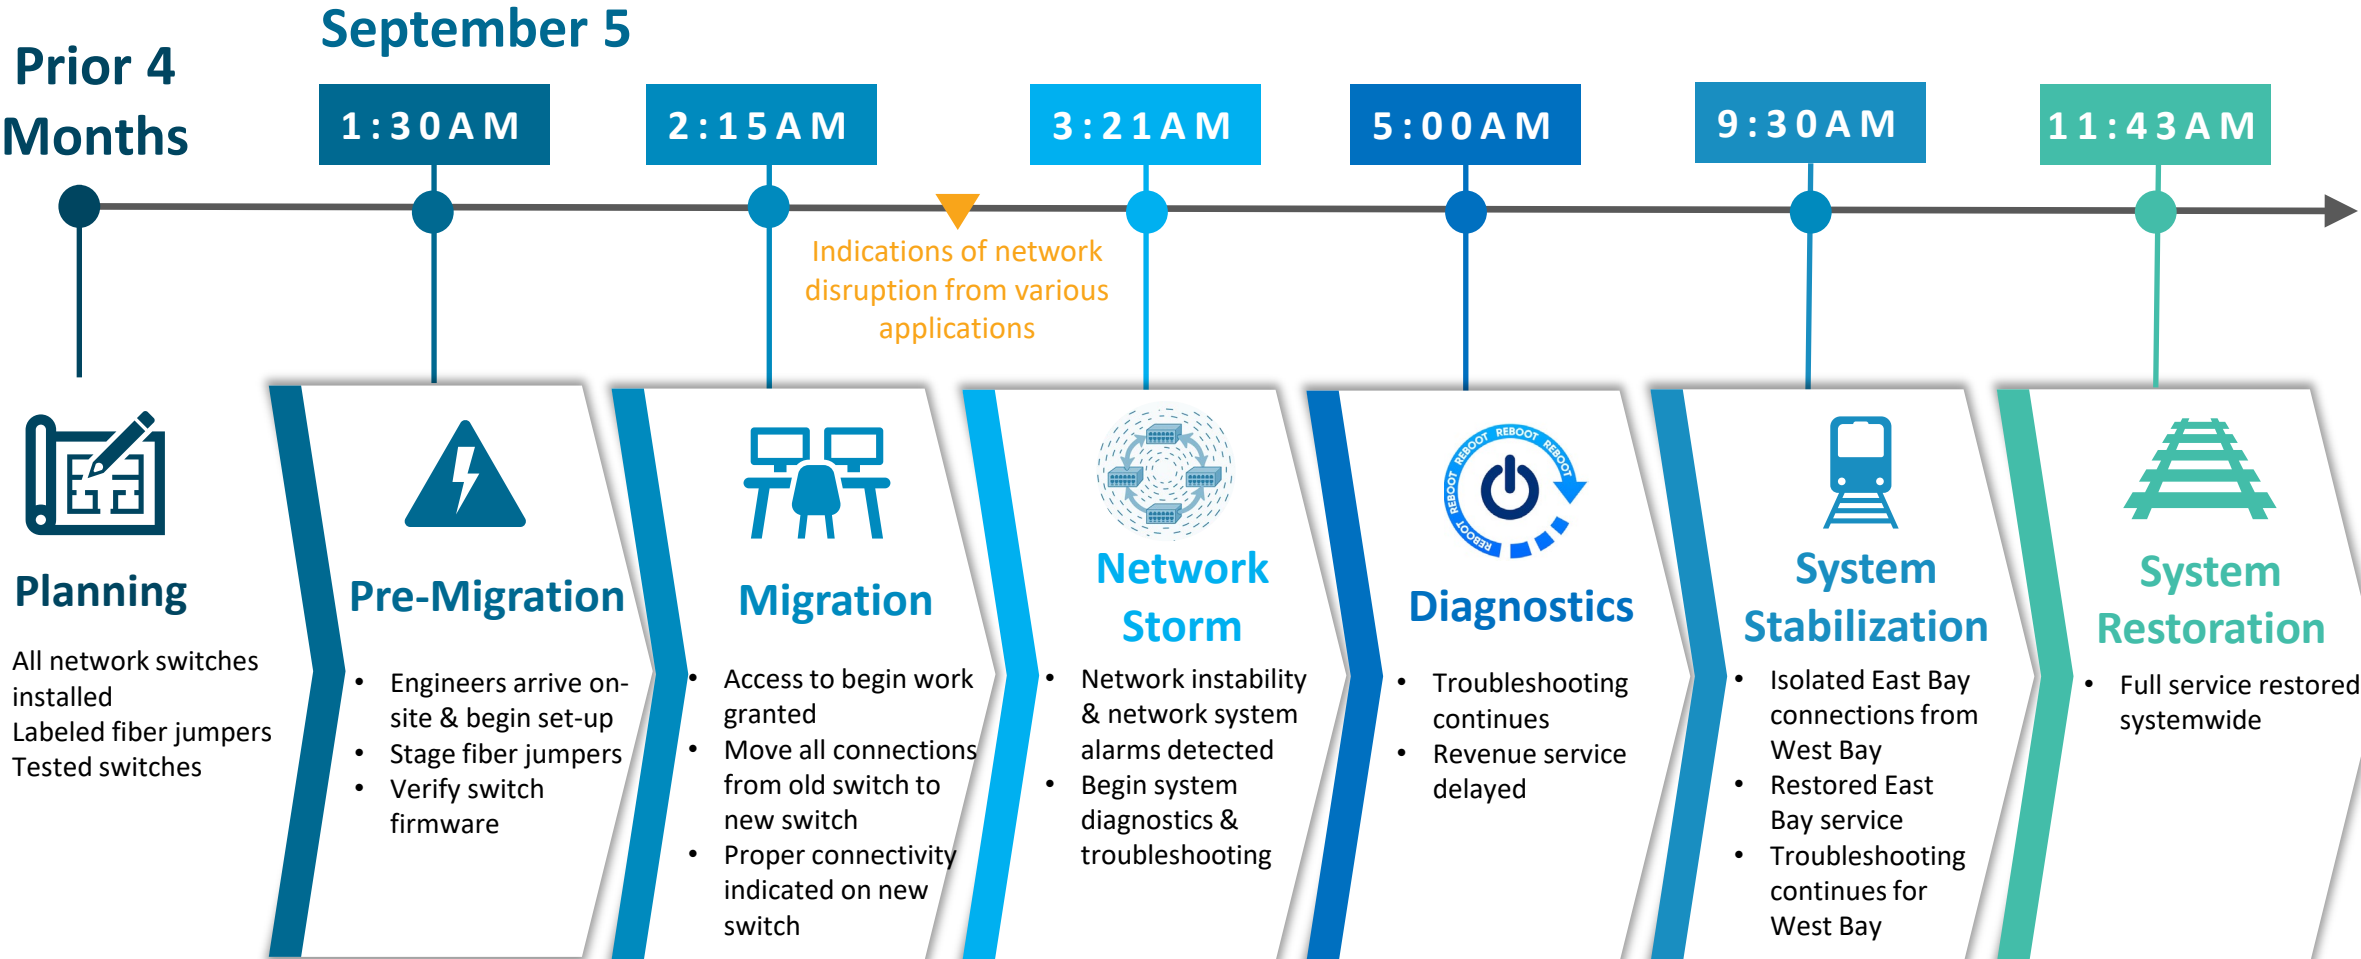 September 5
Prior 4
Months
1:30AM
2:15AM
3:21AM
5:00AM
9:30AM
11:43AM
Indications of network
disruption from various
applications
Planning
All network switches
installed
Labeled fiber jumpers
Tested switches
Pre-Migration
• Engineers arrive on-
site & begin set-up
• Stage fiber jumpers
• Verify switch
firmware
Migration
• Access to begin work
granted
• Move all connections
from old switch to
new switch
• Proper connectivity
indicated on new
switch
Network
Storm
• Network instability
& network system
alarms detected
• Begin system
diagnostics &
troubleshooting
REBOOT REBOOT REBOOT REBOOT REBOOT
Diagnostics
• Troubleshooting
continues
• Revenue service
delayed
System
Stabilization
• Isolated East Bay
connections from
West Bay
• Restored East
Bay service
• Troubleshooting
continues for
West Bay
System
Restoration
• Full service restored
systemwide